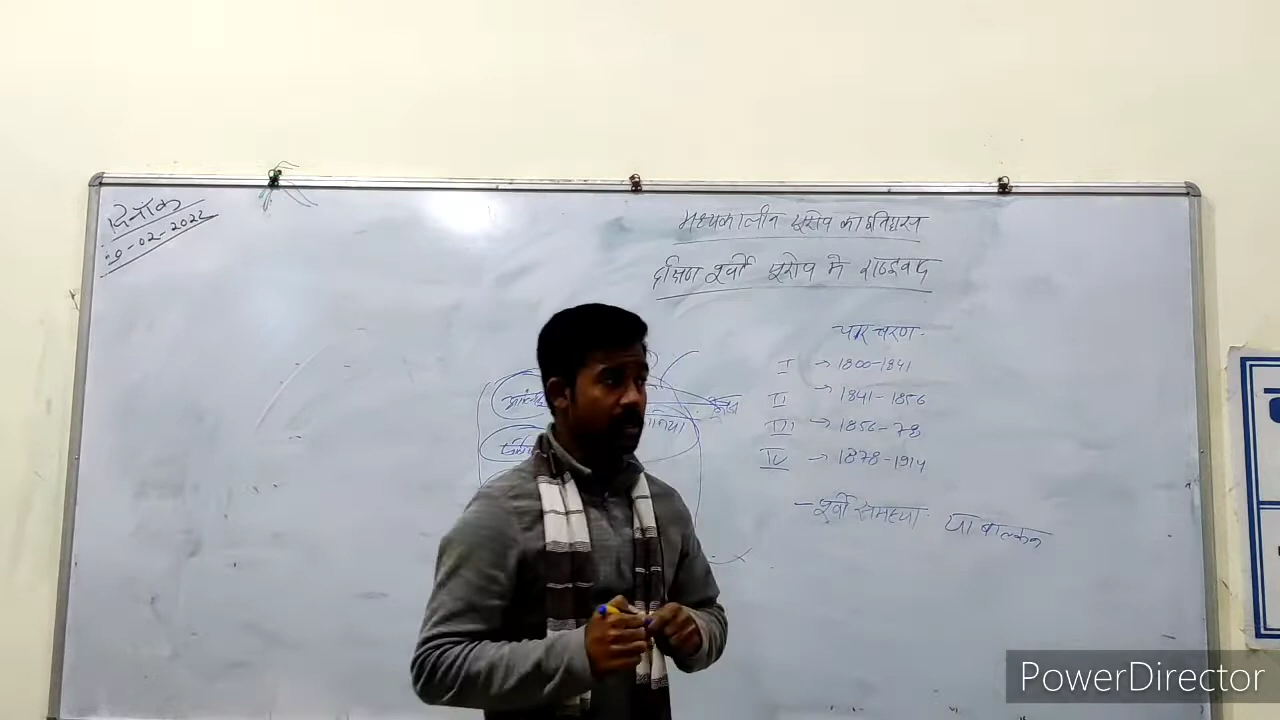 दिनाँक
-02-2022
मध्यकालीन यूरोप का इतिहास
दक्षिण पूर्वी यूरोप में राष्ट्रवाद
चार चरण-
I → 1800-1841
II → 1841-1856
III → 1856-78
IV → 1878-1914
- पूर्वी समस्या या बाल्कन
PowerDirector